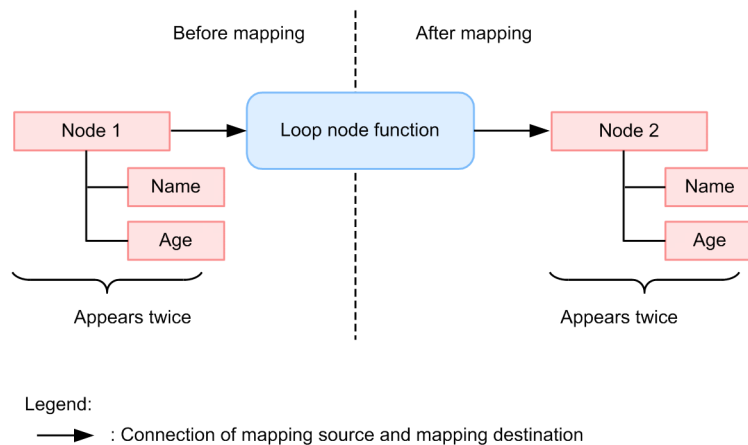 Before mapping
After mapping
Node 1
Loop node function
Node 2
Name
Name
Age
Age
Appears twice
Appears twice
Legend:
: Connection of mapping source and mapping destination